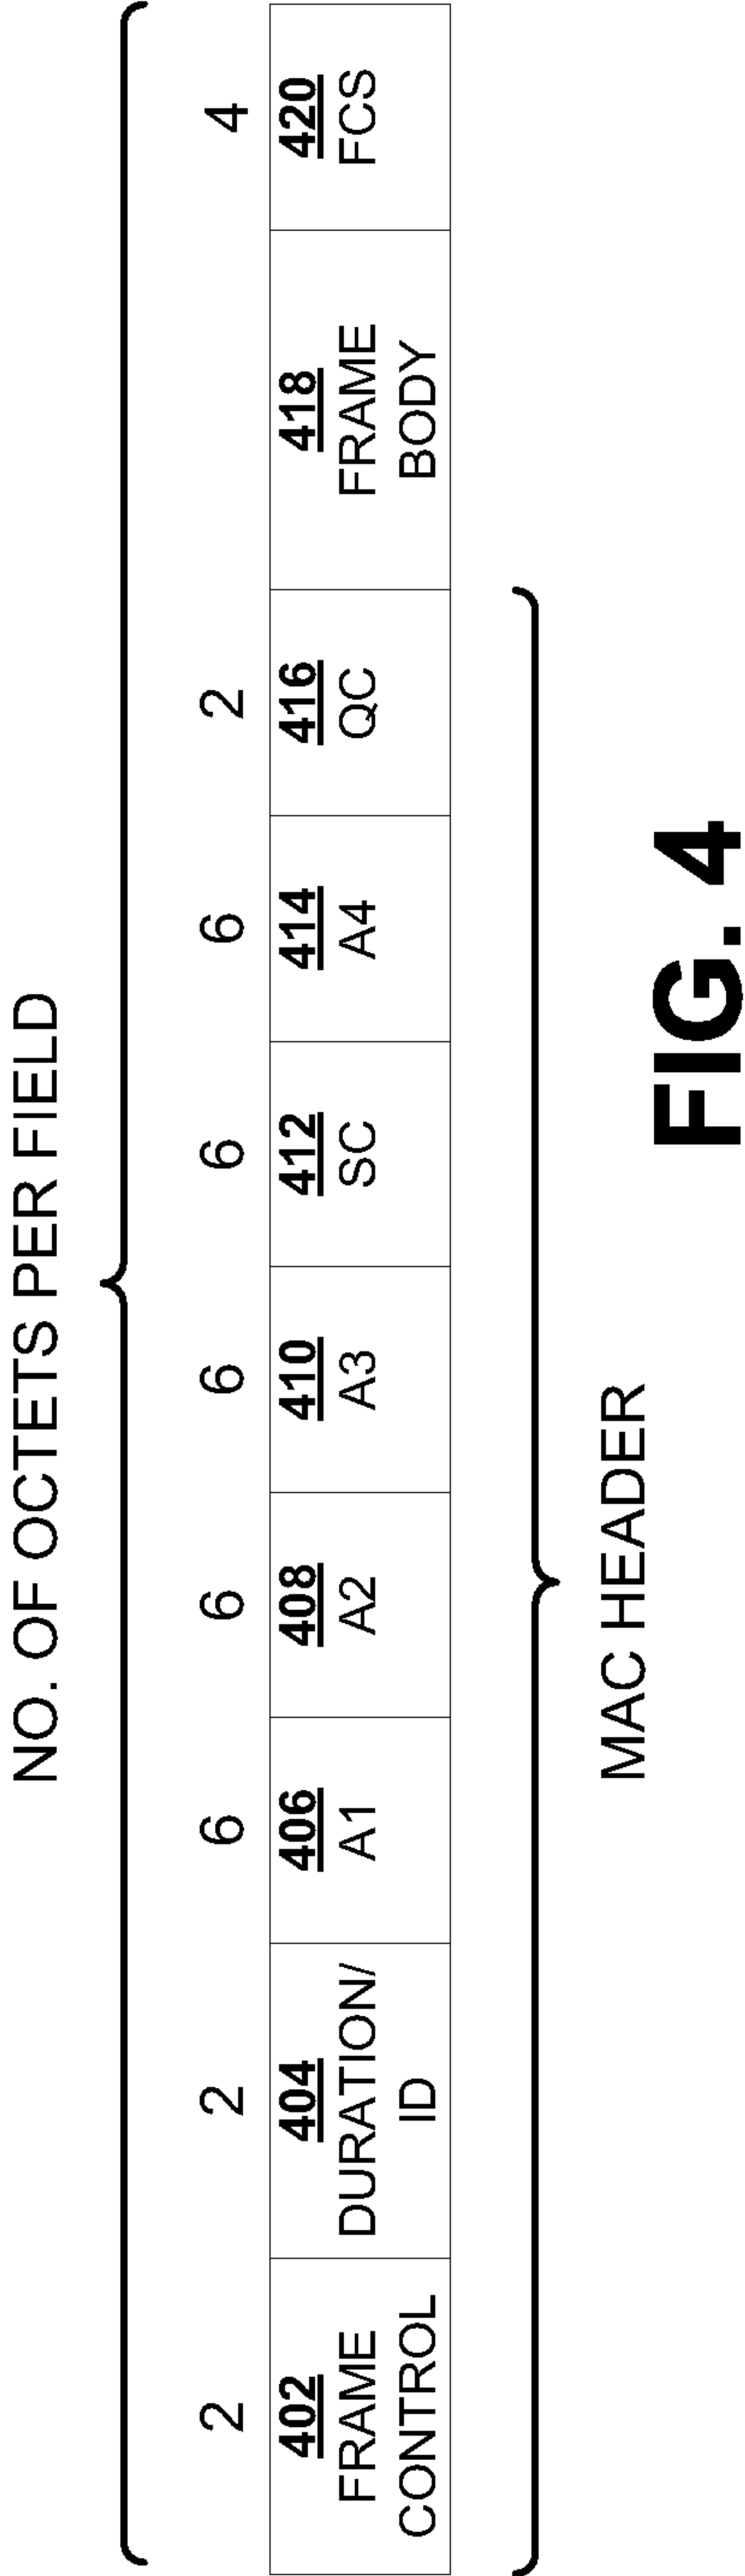 NO. OF OCTETS PER FIELD
2 2 6 6 6 6 6 2 4
402 404 406 408 410 412 414 416 418 420
FRAME DURATION/ A1 A2 A3 SC A4 QC FRAME FCS
CONTROL ID BODY
MAC HEADER
FIG. 4